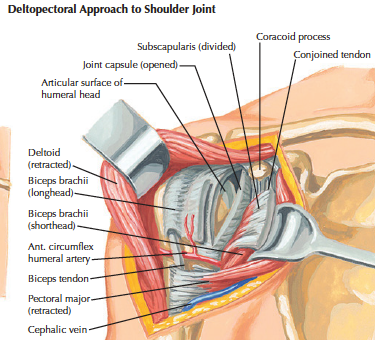 Deltopectoral Approach to Shoulder Joint
Coracoid process
Subscapularis (divided)
Conjoined tendon
Joint capsule (opened)
Articular surface of
humeral head
Deltoid
(retracted)
Biceps brachii
(longhead)
Biceps brachii
(shorthead)
Ant. circumflex
humeral artery
Biceps tendon
Pectoral major
(retracted)
Cephalic vein